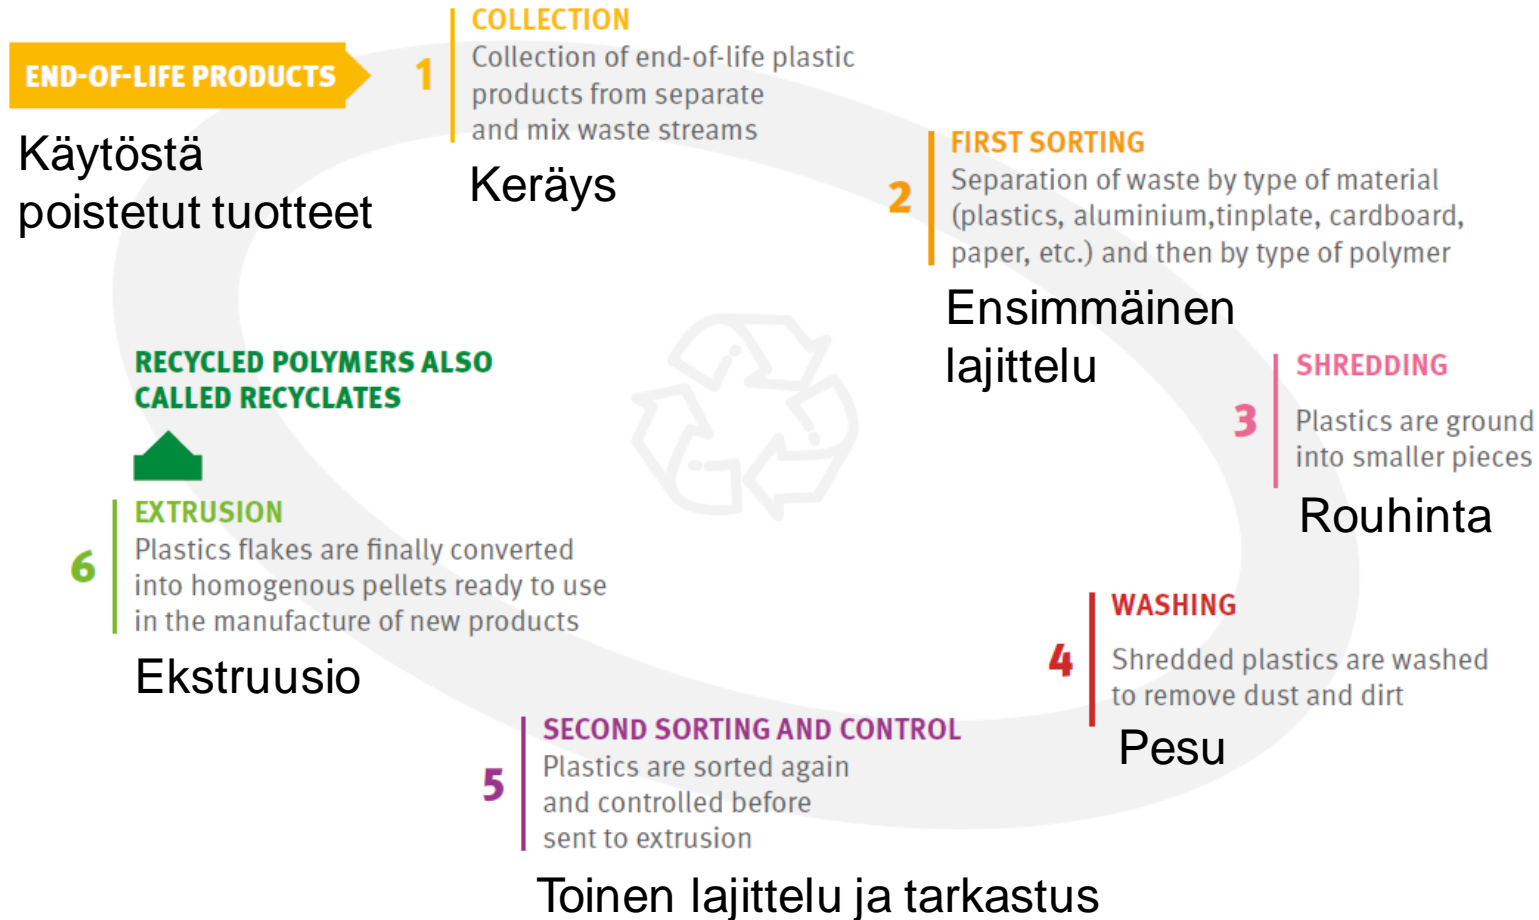 END-OF-LIFE PRODUCTS
Käytöstä
poistetut tuotteet
1
COLLECTION
Collection of end-of-life plastic
products from separate
and mix waste streams
Keräys
2
FIRST SORTING
Separation of waste by type of material
(plastics, aluminium,tinplate, cardboard,
paper, etc.) and then by type of polymer
Ensimmäinen
lajittelu
3
SHREDDING
Plastics are ground
into smaller pieces
Rouhinta
4
WASHING
Shredded plastics are washed
to remove dust and dirt
Pesu
5
SECOND SORTING AND CONTROL
Plastics are sorted again
and controlled before
sent to extrusion
Toinen lajittelu ja tarkastus
6
EXTRUSION
Plastics flakes are finally converted
into homogenous pellets ready to use
in the manufacture of new products
Ekstruusio
RECYCLED POLYMERS ALSO
CALLED RECYCLATES